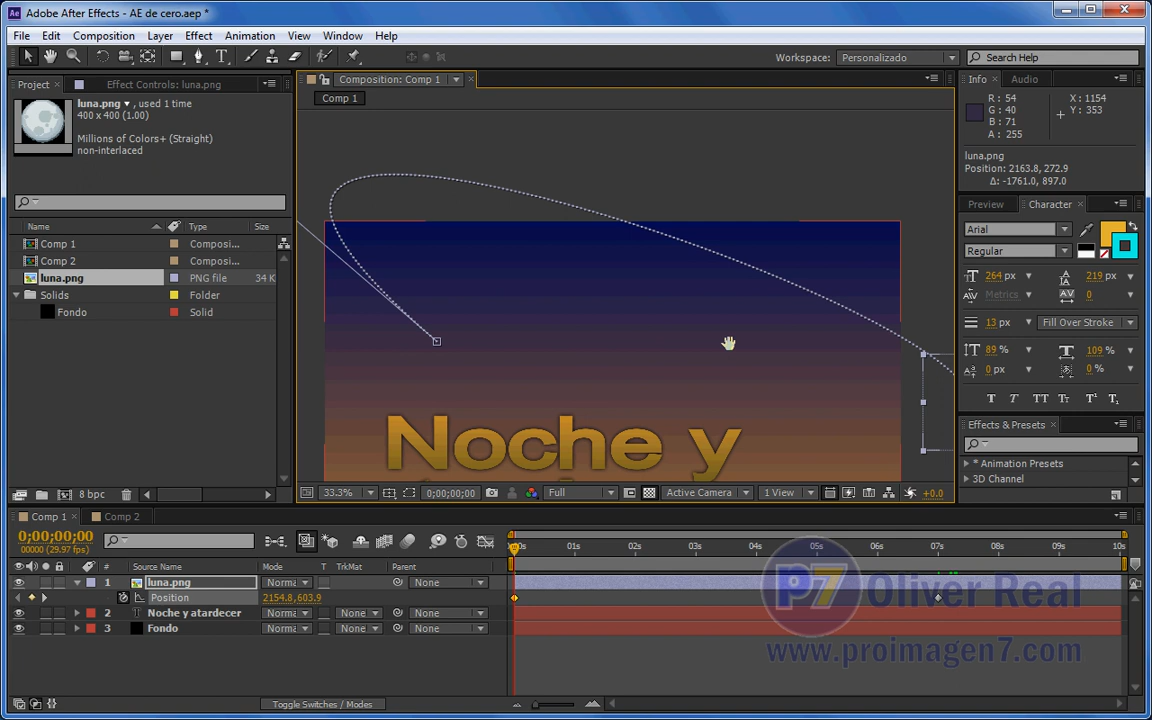 Adobe After Effects - AE de cero.aep *
File Edit Composition Layer Effect Animation View Window Help
Workspace: Personalizado Search Help
Project Effect Controls: luna.png
luna.png , used 1 time
400 x 400 (1.00)
Millions of Colors+ (Straight)
non-interlaced
Name Type Size
Comp 1 Composi...
Comp 2 Composi...
luna.png PNG file 34 K
Solids Folder
Fondo Solid
8 bpc
Composition: Comp 1
Comp 1
Noche y
33.3% 0;00;00;00 Full Active Camera 1 View +0.0
Info Audio
R: 54 X: 1154
G: 40 Y: 353
B: 71
A: 255
luna.png
Position: 2163.8, 272.9
Δ: -1761.0, 897.0
Preview Character
Arial
Regular
264 px 219 px
Metrics 0
13 px Fill Over Stroke
89 % 109 %
0 px 0 %
T T TT Tт T¹ T₁
Effects & Presets
* Animation Presets
3D Channel
Comp 1 Comp 2
0;00;00;00
00000 (29.97 fps)
# Source Name Mode T TrkMat Parent
1 luna.png None
Position 2154.8,603.9
2 Noche y atardecer None None
3 Fondo None None
01s 02s 03s 04s 05s 06s 07s 08s 09s 10s
P7 Oliver Real
www.proimagen7.com
Toggle Switches / Modes